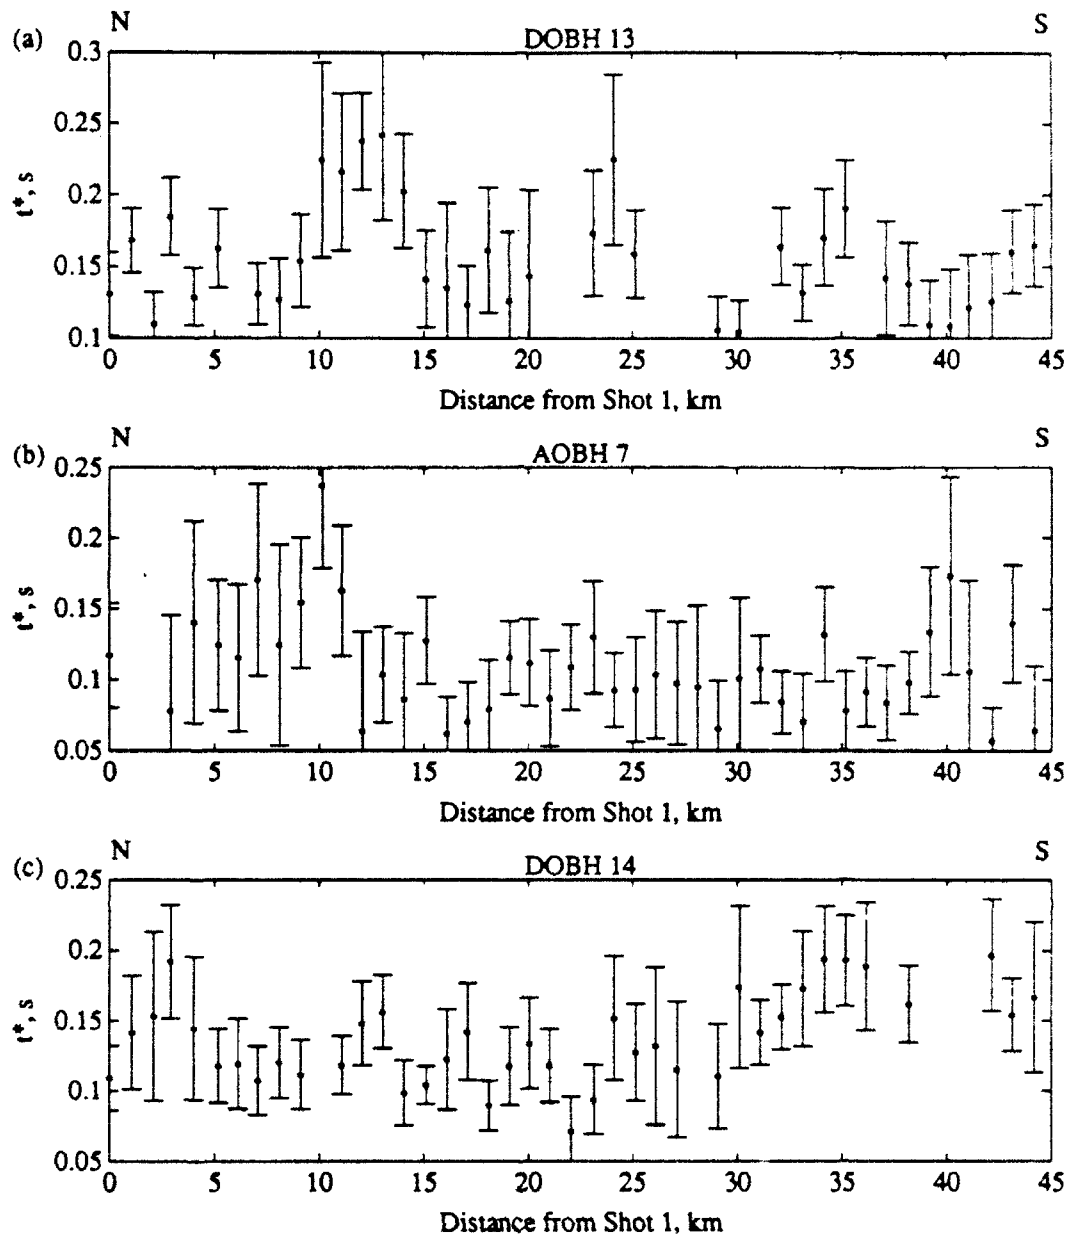 (a) N DOBH 13 S
0.3
0.25
0.2
0.15
0.1
t*, s
0 5 10 15 20 25 30 35 40 45
Distance from Shot 1, km
(b) N AOBH 7 S
0.25
0.2
0.15
0.1
0.05
t*, s
0 5 10 15 20 25 30 35 40 45
Distance from Shot 1, km
(c) N DOBH 14 S
0.25
0.2
0.15
0.1
0.05
t*, s
0 5 10 15 20 25 30 35 40 45
Distance from Shot 1, km